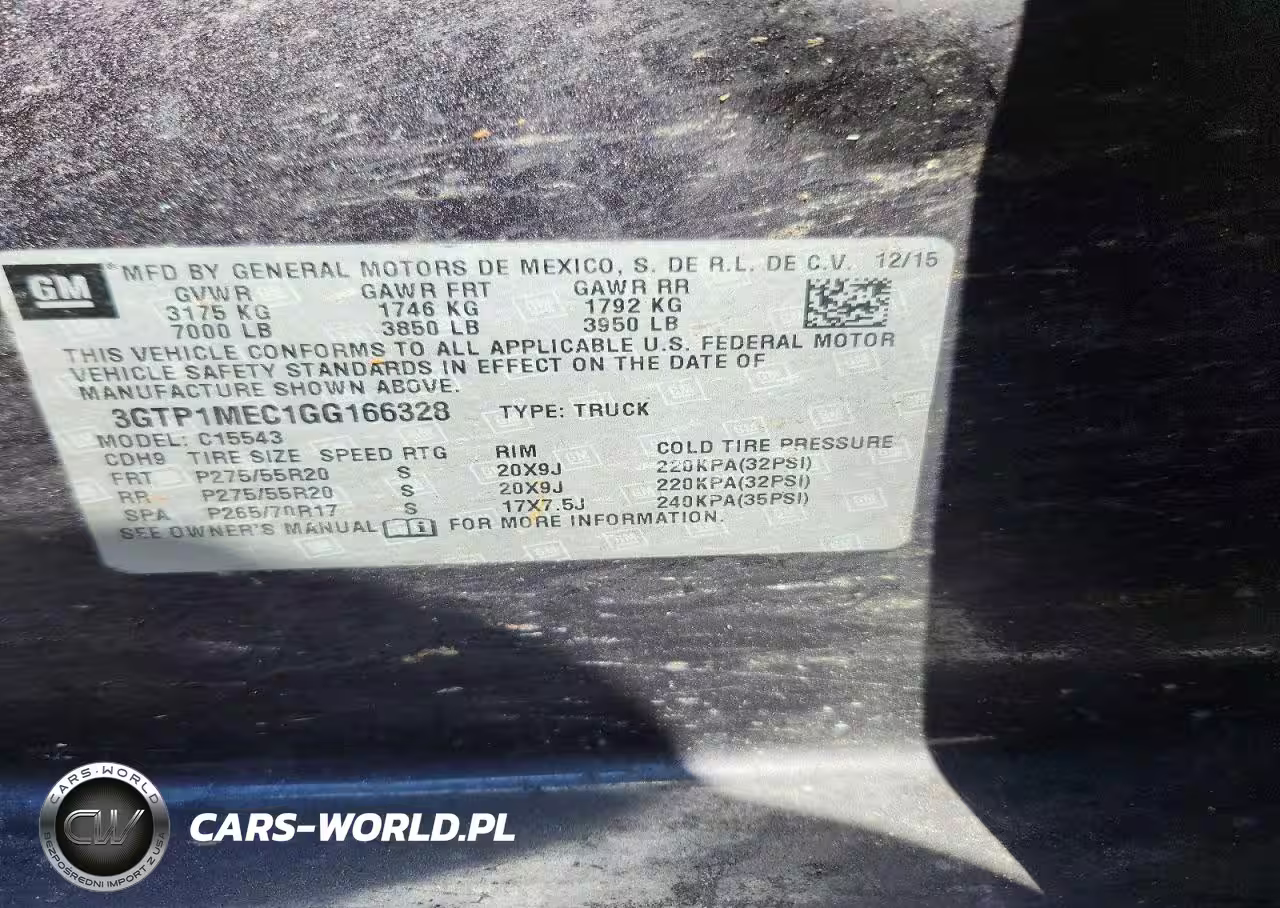 GM
MFD BY GENERAL MOTORS DE MEXICO, S. DE R.L. DE C.V. 12/15
GVWR GAWR FRT GAWR RR
3175 KG 1746 KG 1792 KG
7000 LB 3850 LB 3950 LB
THIS VEHICLE CONFORMS TO ALL APPLICABLE U.S. FEDERAL MOTOR
VEHICLE SAFETY STANDARDS IN EFFECT ON THE DATE OF
MANUFACTURE SHOWN ABOVE.
3GTP1MEC1GG166328 TYPE: TRUCK
MODEL: C15543
CDH9 TIRE SIZE SPEED RTG RIM COLD TIRE PRESSURE
FRT P275/55R20 S 20X9J 220KPA(32PSI)
RR P275/55R20 S 20X9J 220KPA(32PSI)
SPA P265/70R17 S 17X7.5J 240KPA(35PSI)
SEE OWNER'S MANUAL FOR MORE INFORMATION.
CARS-WORLD
CW
BEZPOŚREDNI IMPORT Z USA
CARS-WORLD.PL